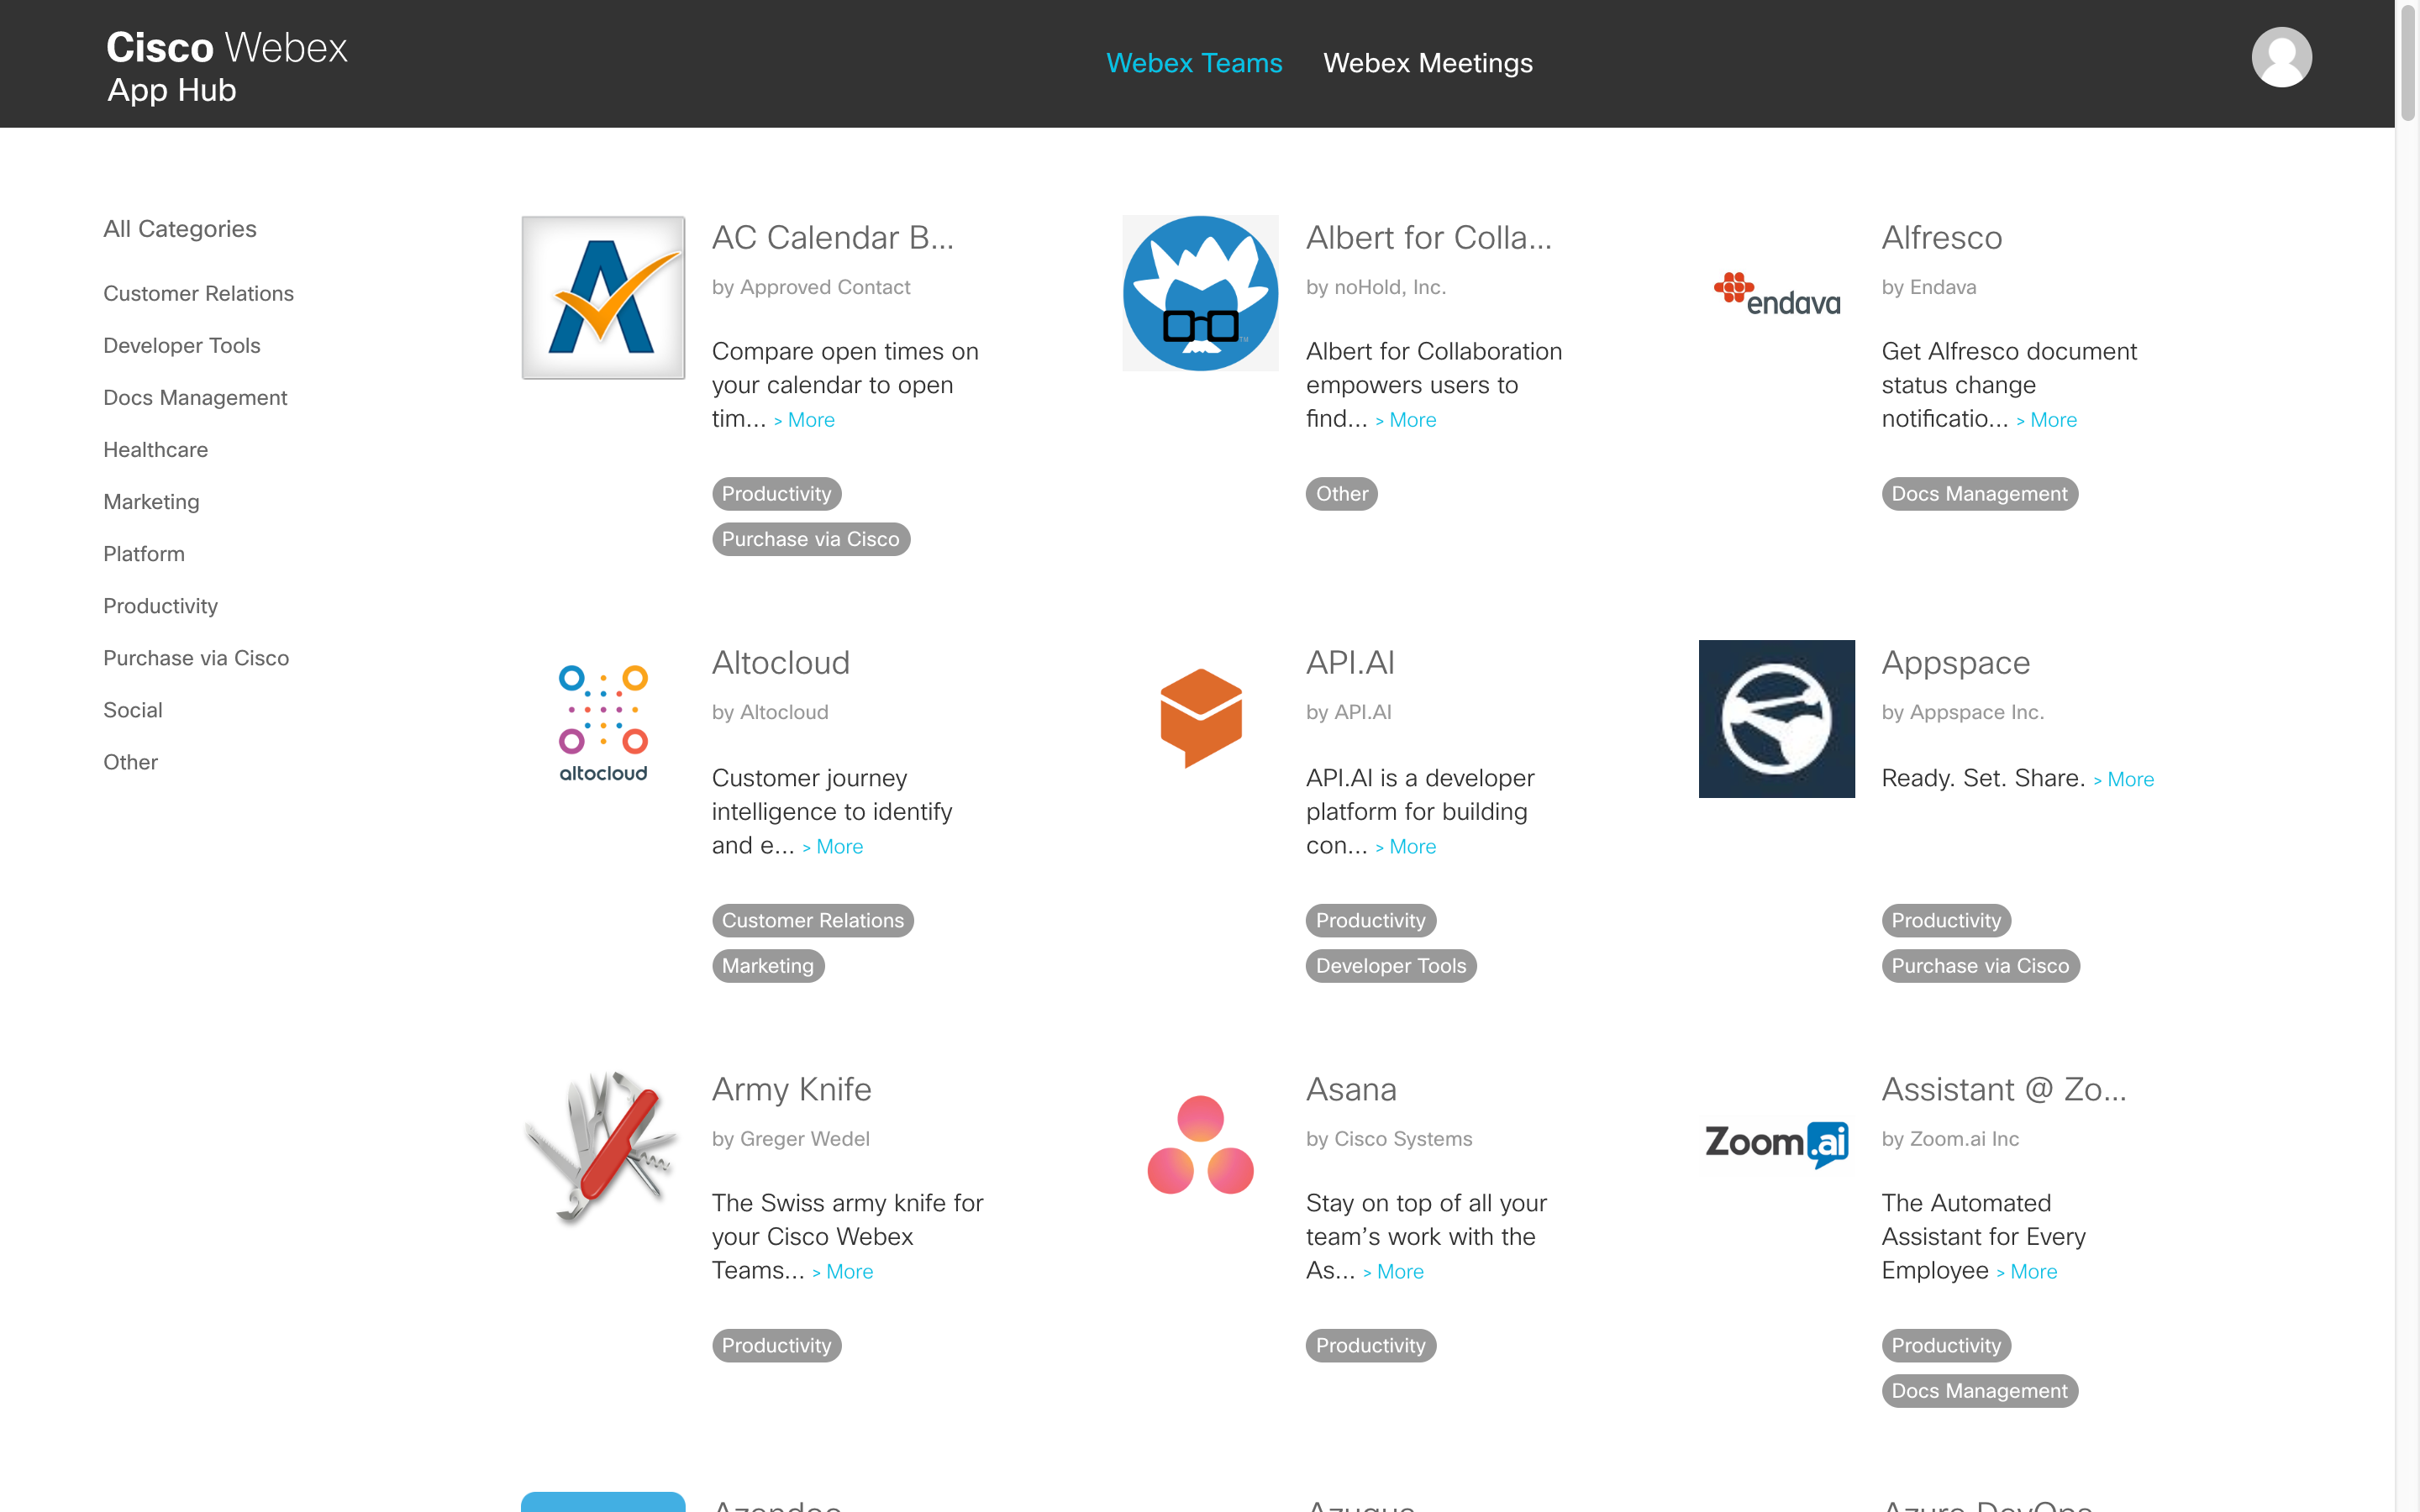 Cisco Webex
App Hub
Webex Teams
Webex Meetings
All Categories
Customer Relations
Developer Tools
Docs Management
Healthcare
Marketing
Platform
Productivity
Purchase via Cisco
Social
Other
AC Calendar B...
by Approved Contact
Compare open times on
your calendar to open
tim... > More
Productivity
Purchase via Cisco
TM
Albert for Colla...
by noHold, Inc.
Albert for Collaboration
empowers users to
find... > More
Other
endava
Alfresco
by Endava
Get Alfresco document
status change
notificatio... > More
Docs Management
altocloud
Altocloud
by Altocloud
Customer journey
intelligence to identify
and e... > More
Customer Relations
Marketing
API.AI
by API.AI
API.AI is a developer
platform for building
con... > More
Productivity
Developer Tools
Appspace
by Appspace Inc.
Ready. Set. Share. > More
Productivity
Purchase via Cisco
Army Knife
by Greger Wedel
The Swiss army knife for
your Cisco Webex
Teams... > More
Productivity
Asana
by Cisco Systems
Stay on top of all your
team’s work with the
As... > More
Productivity
Zoom.ai
Assistant @ Zo...
by Zoom.ai Inc
The Automated
Assistant for Every
Employee > More
Productivity
Docs Management
Azure DevOps